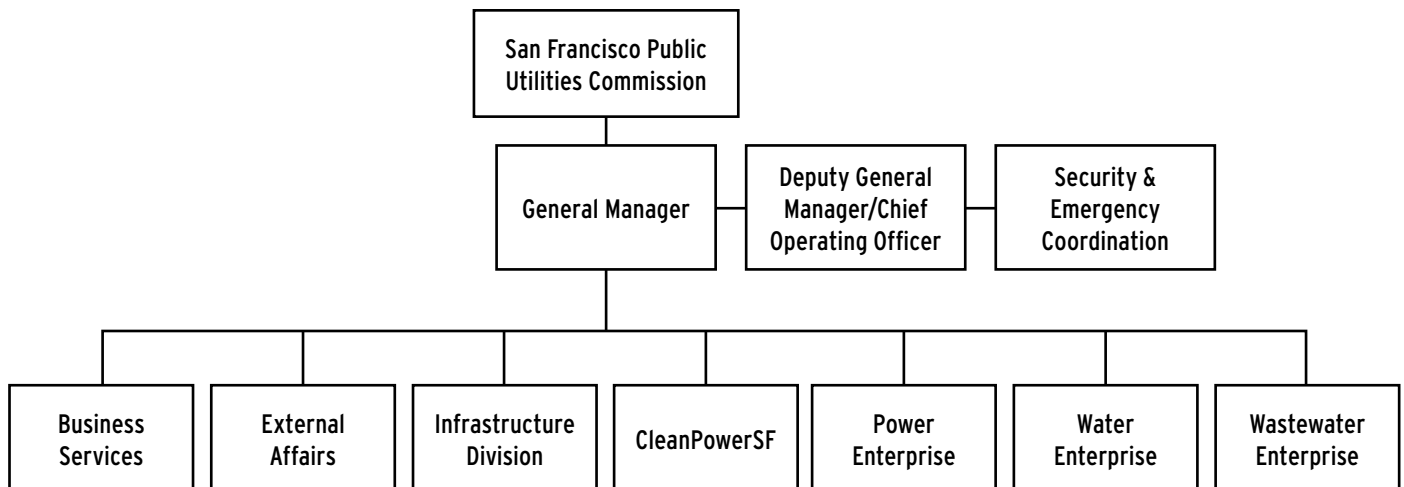 San Francisco Public
Utilities Commission
General Manager
Deputy General
Manager/Chief
Operating Officer
Security &
Emergency
Coordination
Business
Services
External
Affairs
Infrastructure
Division
CleanPowerSF
Power
Enterprise
Water
Enterprise
Wastewater
Enterprise